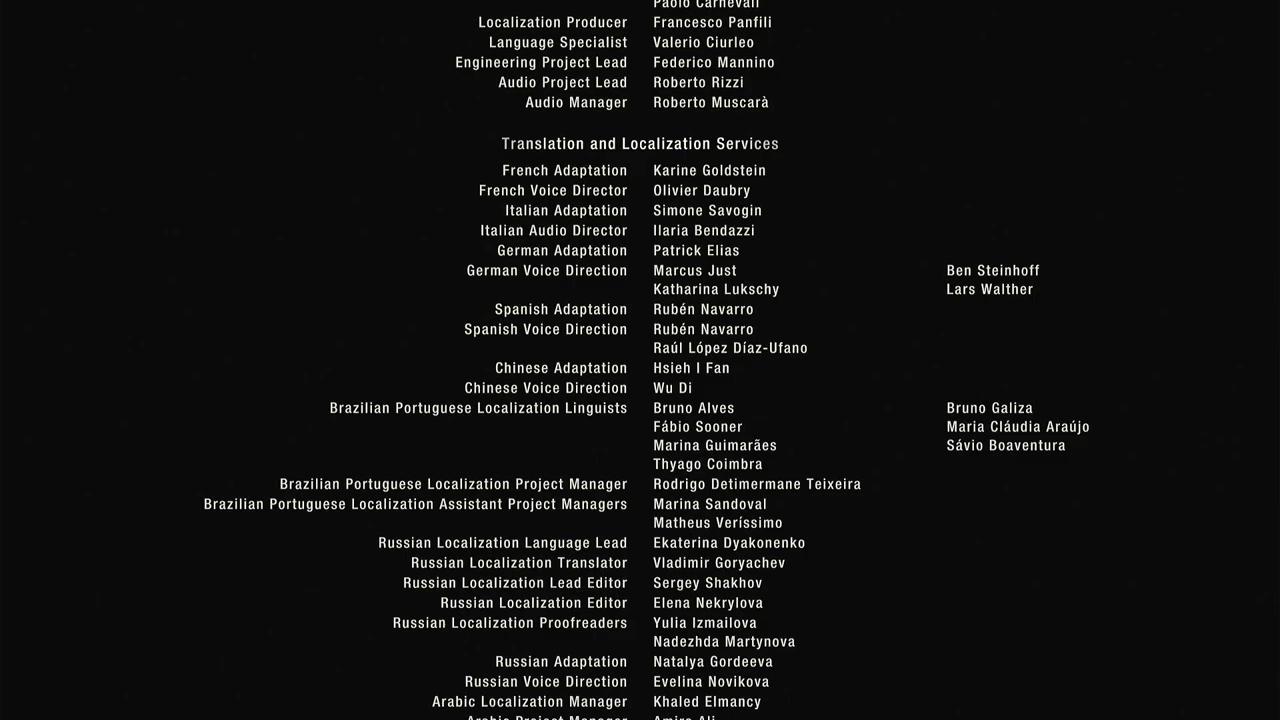 Paolo Carnevali
Localization Producer Francesco Panfili
Language Specialist Valerio Ciurleo
Engineering Project Lead Federico Mannino
Audio Project Lead Roberto Rizzi
Audio Manager Roberto Muscarà
Translation and Localization Services
French Adaptation Karine Goldstein
French Voice Director Olivier Daubry
Italian Adaptation Simone Savogin
Italian Audio Director Ilaria Bendazzi
German Adaptation Patrick Elias
German Voice Direction Marcus Just Ben Steinhoff
Katharina Lukschy Lars Walther
Spanish Adaptation Rubén Navarro
Spanish Voice Direction Rubén Navarro
Raúl López Díaz-Ufano
Chinese Adaptation Hsieh I Fan
Chinese Voice Direction Wu Di
Brazilian Portuguese Localization Linguists Bruno Alves Bruno Galiza
Fábio Sooner Maria Cláudia Araújo
Marina Guimarães Sávio Boaventura
Thyago Coimbra
Brazilian Portuguese Localization Project Manager Rodrigo Detimermane Teixeira
Brazilian Portuguese Localization Assistant Project Managers Marina Sandoval
Matheus Veríssimo
Russian Localization Language Lead Ekaterina Dyakonenko
Russian Localization Translator Vladimir Goryachev
Russian Localization Lead Editor Sergey Shakhov
Russian Localization Editor Elena Nekrylova
Russian Localization Proofreaders Yulia Izmailova
Nadezhda Martynova
Russian Adaptation Natalya Gordeeva
Russian Voice Direction Evelina Novikova
Arabic Localization Manager Khaled Elmancy
Arabic Project Manager Amira Ali